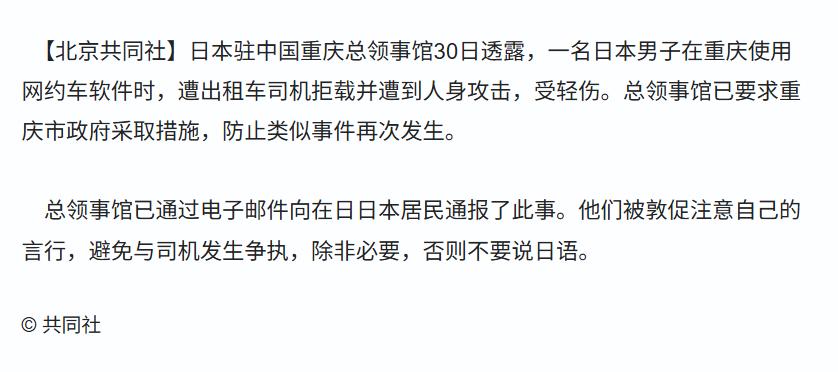 【北京共同社】日本驻中国重庆总领事馆30日透露，一名日本男子在重庆使用
网约车软件时，遭出租车司机拒载并遭到人身攻击，受轻伤。总领事馆已要求重
庆市政府采取措施，防止类似事件再次发生。
总领事馆已通过电子邮件向在日日本居民通报了此事。他们被敦促注意自己的
言行，避免与司机发生争执，除非必要，否则不要说日语。
© 共同社